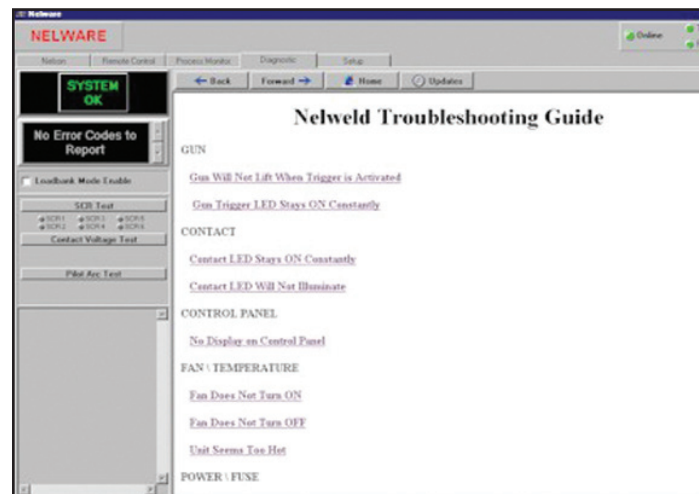 Nelware
NELWARE
Online
Nelson
Remote Control
Process Monitor
Diagnostic
Setup
SYSTEM
OK
Back
Forward
Home
Updates
No Error Codes to
Report
Nelweld Troubleshooting Guide
GUN
Loadbank Mode Enable
Gun Will Not Lift When Trigger is Activated
SCR Test
Gun Trigger LED Stays ON Constantly
SCR1 SCR3 SCR5
SCR2 SCR4 SCR6
CONTACT
Contact Voltage Test
Contact LED Stays ON Constantly
Pilot Arc Test
Contact LED Will Not Illuminate
CONTROL PANEL
No Display on Control Panel
FAN \ TEMPERATURE
Fan Does Not Turn ON
Fan Does Not Turn OFF
Unit Seems Too Hot
POWER \ FUSE